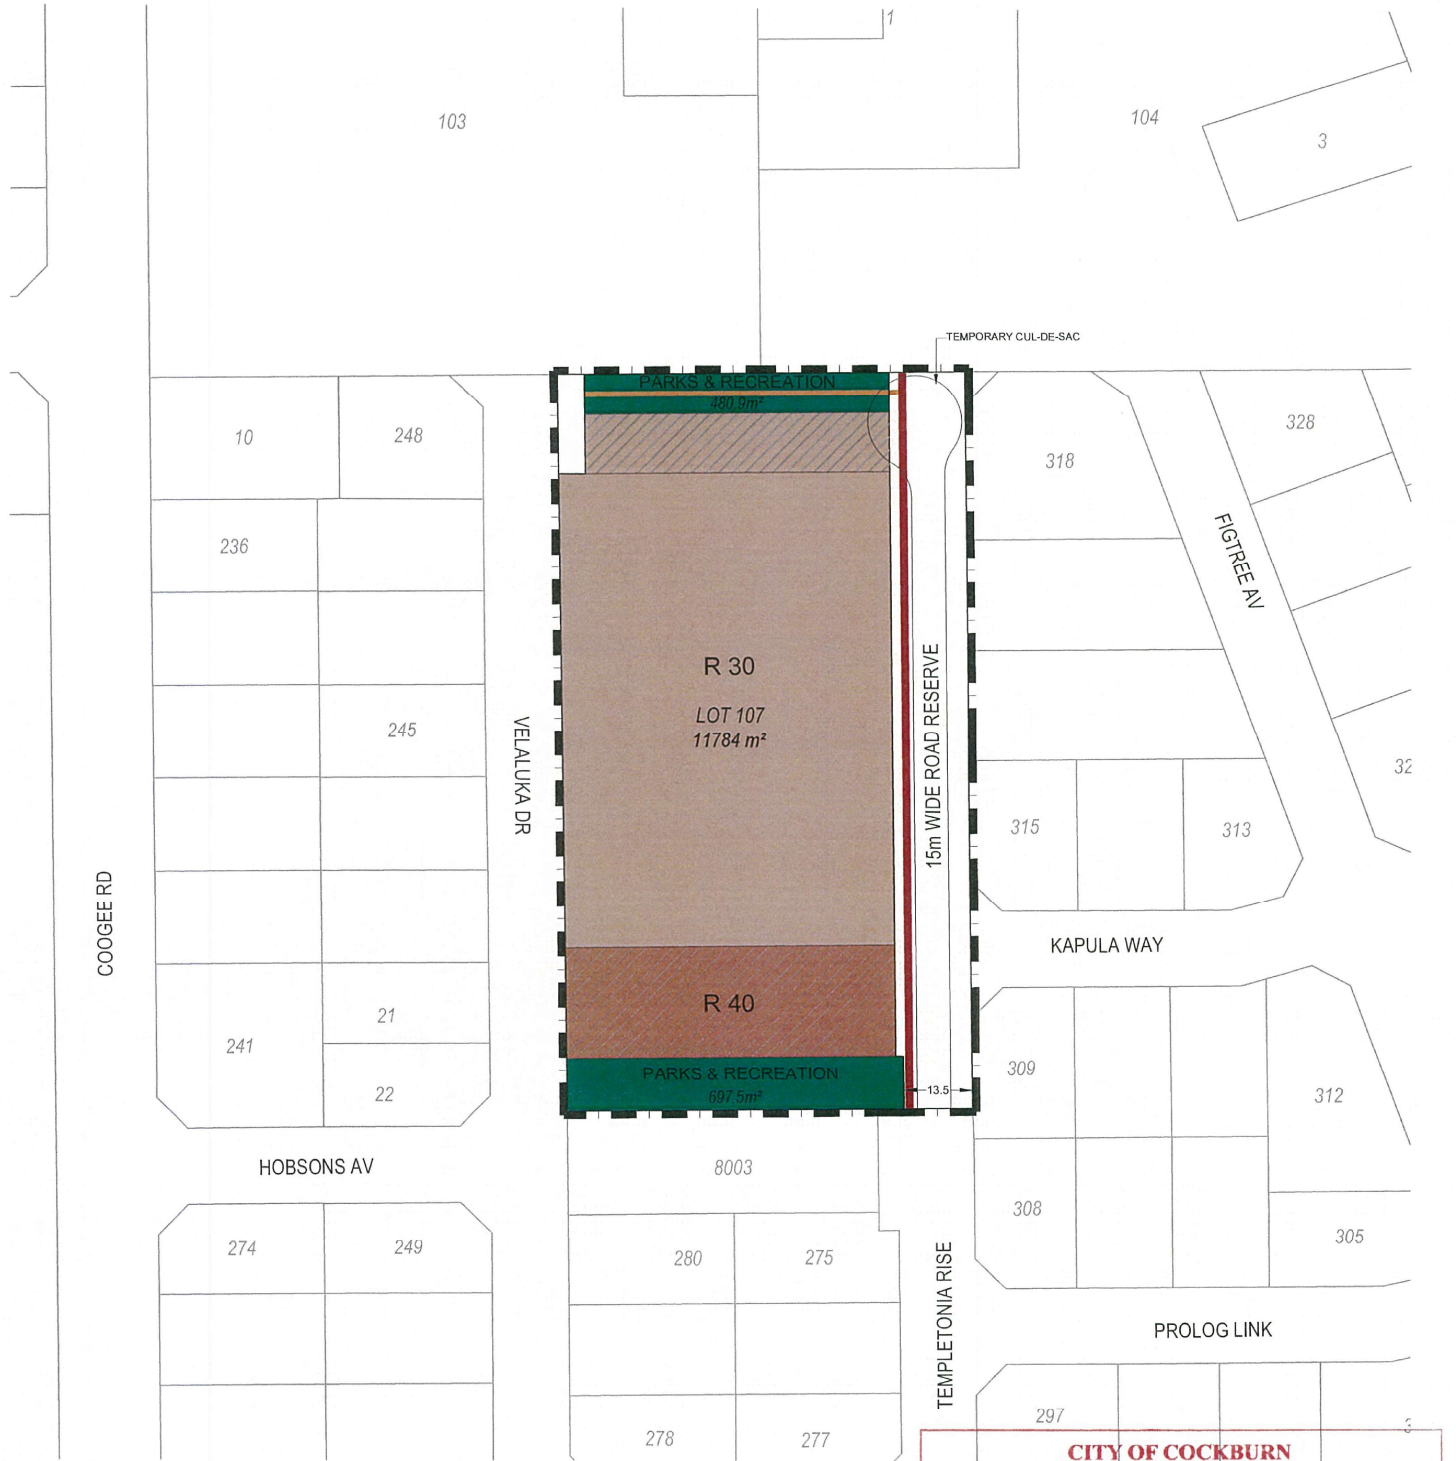 1
103
104
3
TEMPORARY CUL-DE-SAC
PARKS & RECREATION
480.9m²
10
248
318
328
236
FIGTREE AV
R 30
LOT 107
11784 m²
245
VELALUKA DR
15m WIDE ROAD RESERVE
32
315
313
COOGEE RD
KAPULA WAY
R 40
21
241
22
309
312
PARKS & RECREATION
697.5m²
13.5
HOBSONS AV
8003
308
305
274
249
280
275
TEMPLETONIA RISE
PROLOG LINK
278
277
297
3
CITY OF COCKBURN